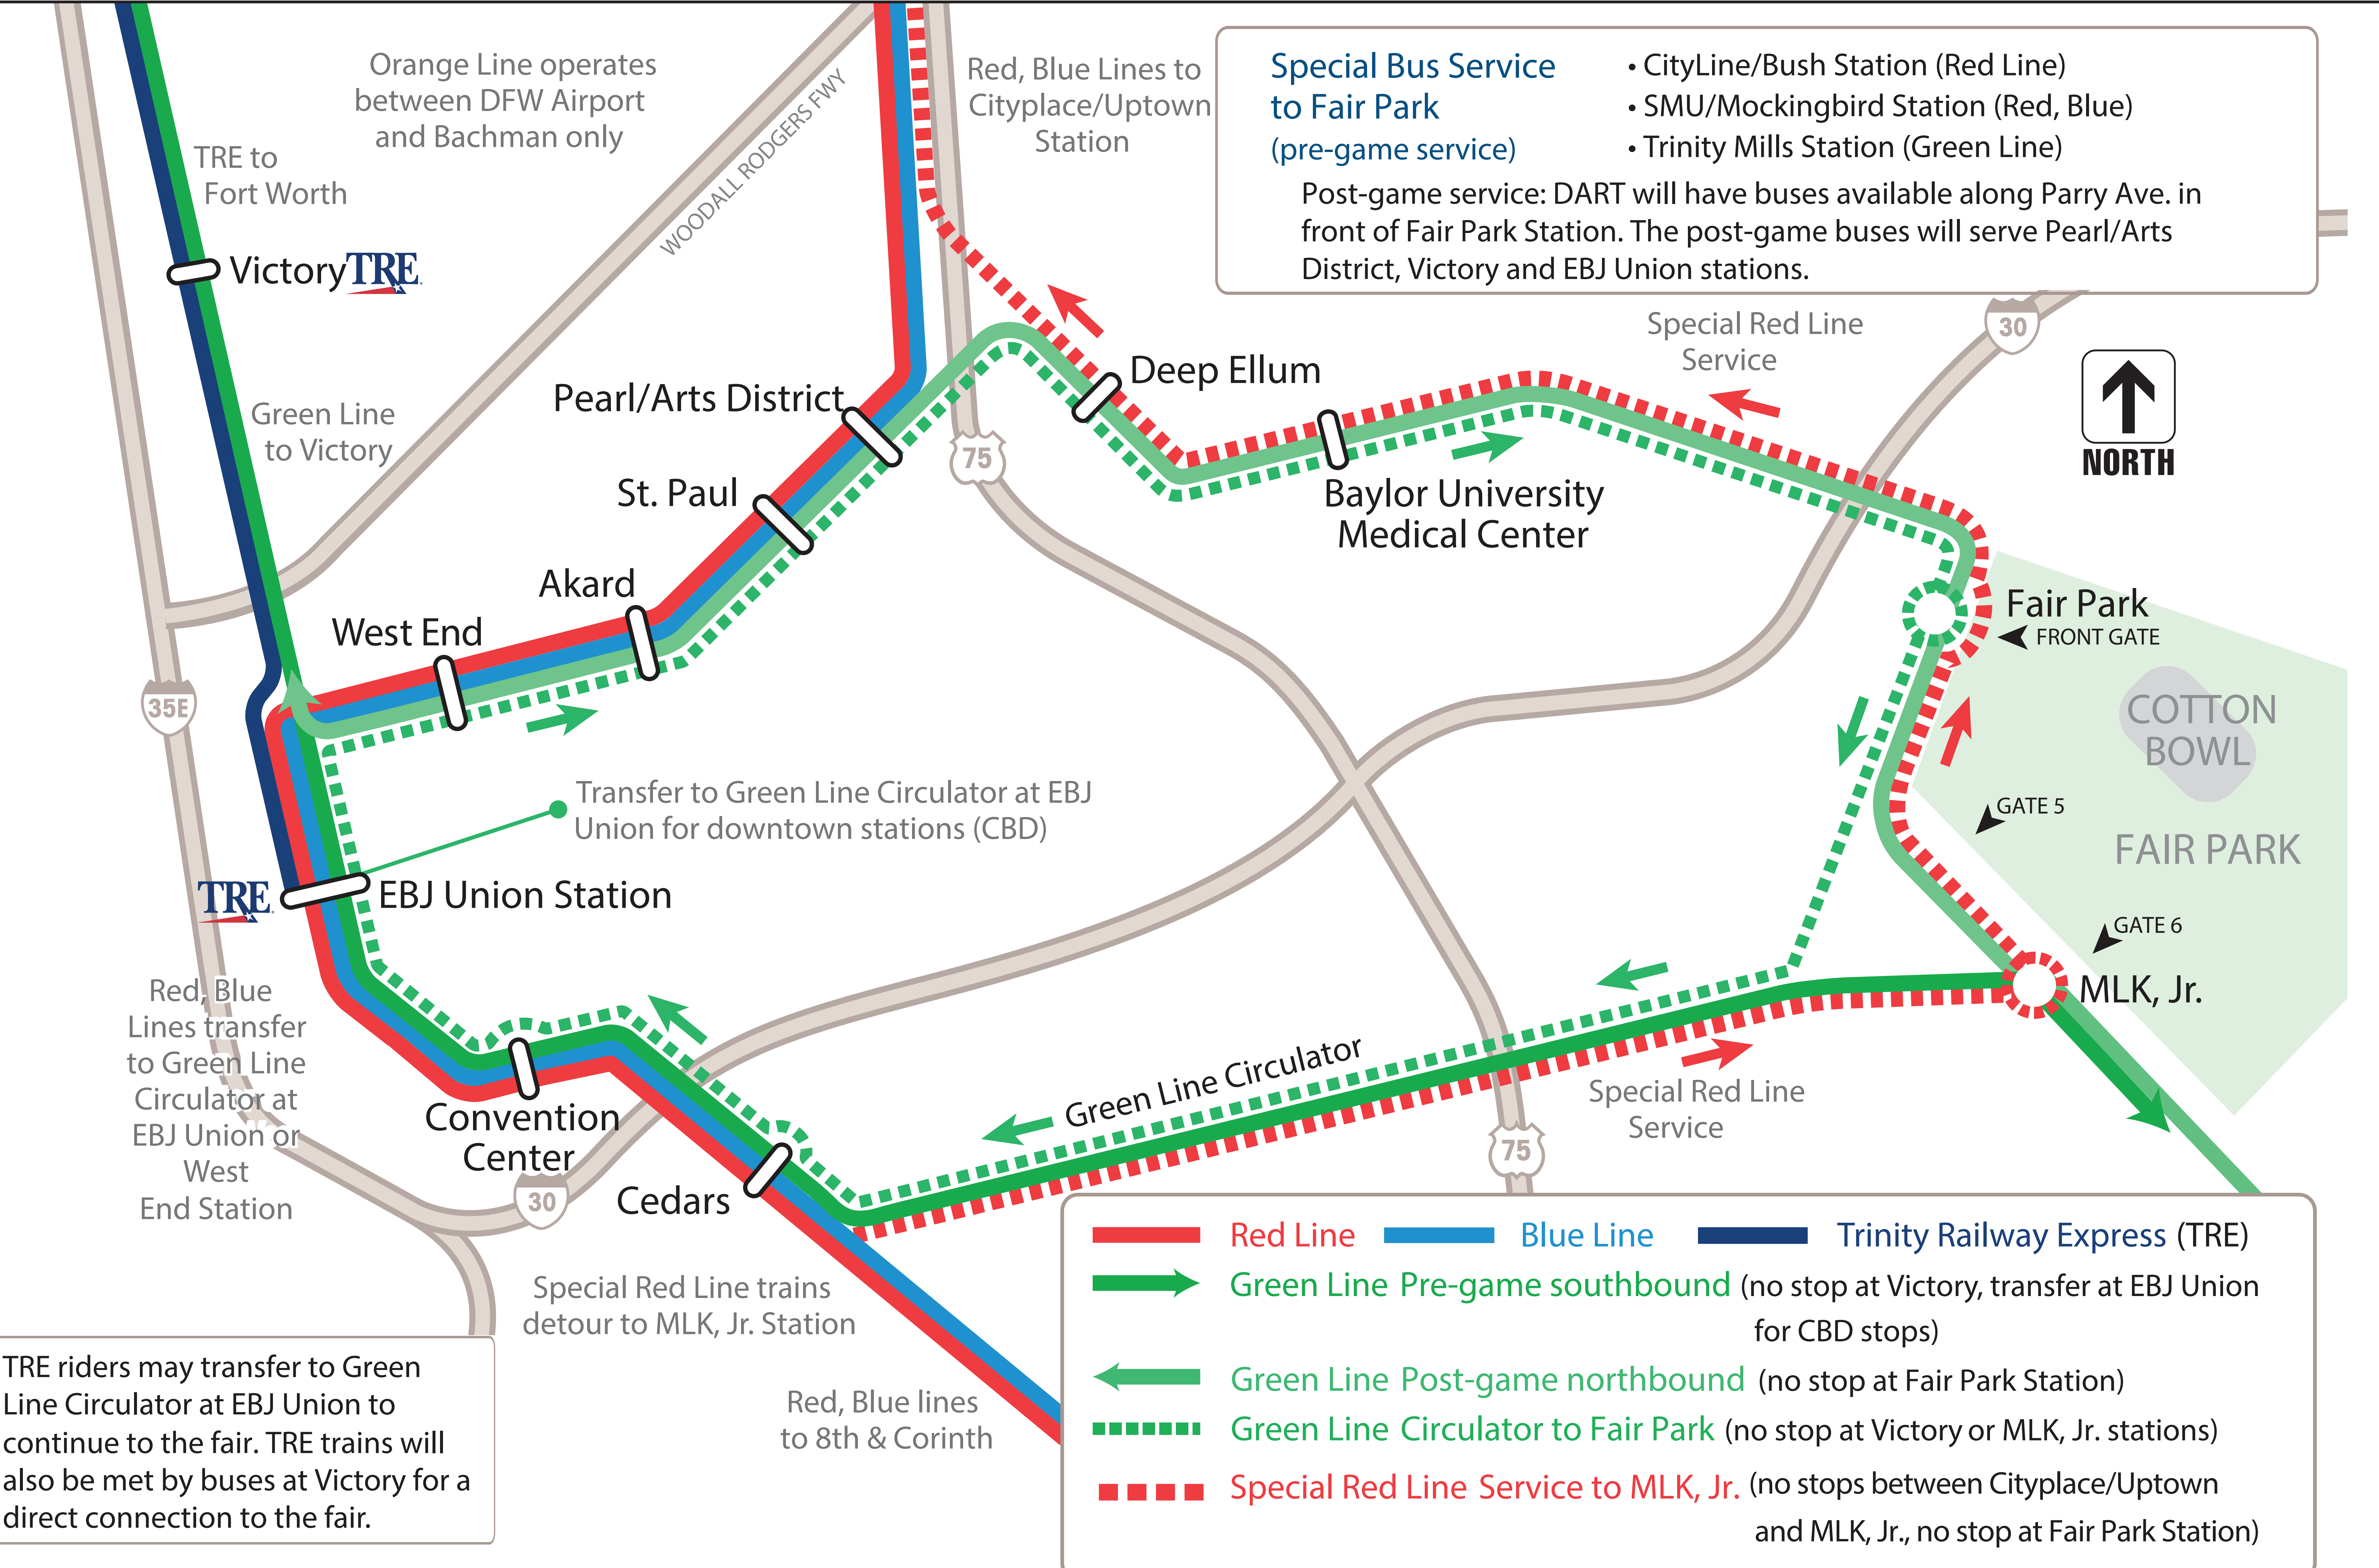 Orange Line operates
between DFW Airport
and Bachman only
WOODALL RODGERS FWY
Red, Blue Lines to
Cityplace/Uptown
Station
Special Bus Service
to Fair Park
(pre-game service)
• CityLine/Bush Station (Red Line)
• SMU/Mockingbird Station (Red, Blue)
• Trinity Mills Station (Green Line)
Post-game service: DART will have buses available along Parry Ave. in
front of Fair Park Station. The post-game buses will serve Pearl/Arts
District, Victory and EBJ Union stations.
TRE to
Fort Worth
Victory TRE
Green Line
to Victory
Pearl/Arts District
St. Paul
Akard
West End
75
Deep Ellum
Baylor University
Medical Center
Special Red Line
Service
30
NORTH
Fair Park
FRONT GATE
COTTON
BOWL
GATE 5
FAIR PARK
GATE 6
MLK, Jr.
35E
Transfer to Green Line Circulator at EBJ
Union for downtown stations (CBD)
TRE
EBJ Union Station
Red, Blue
Lines transfer
to Green Line
Circulator at
EBJ Union or
West
End Station
Convention
Center
30
Cedars
Green Line Circulator
Special Red Line
Service
75
Special Red Line trains
detour to MLK, Jr. Station
Red, Blue lines
to 8th & Corinth
TRE riders may transfer to Green
Line Circulator at EBJ Union to
continue to the fair. TRE trains will
also be met by buses at Victory for a
direct connection to the fair.
Red Line Blue Line Trinity Railway Express (TRE)
Green Line Pre-game southbound (no stop at Victory, transfer at EBJ Union
for CBD stops)
Green Line Post-game northbound (no stop at Fair Park Station)
Green Line Circulator to Fair Park (no stop at Victory or MLK, Jr. stations)
Special Red Line Service to MLK, Jr. (no stops between Cityplace/Uptown
and MLK, Jr., no stop at Fair Park Station)